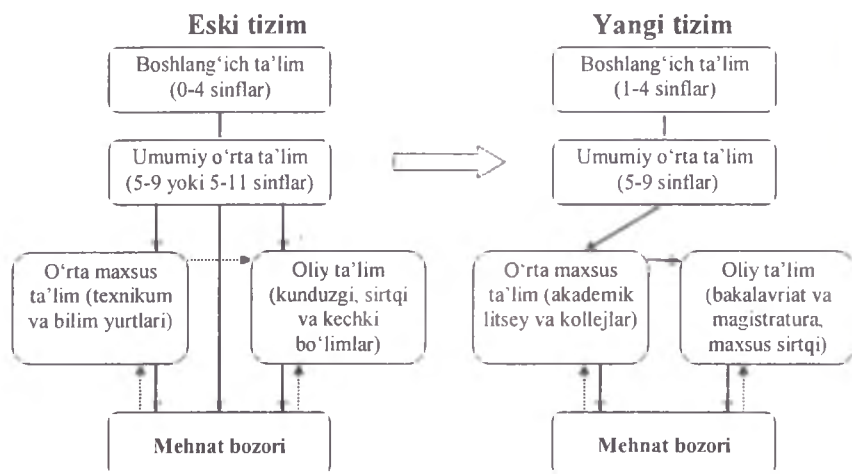 Eski tizim
Boshlang‘ich ta’lim
(0-4 sinflar)
Umumiy o‘rta ta’lim
(5-9 yoki 5-11 sinflar)
O‘rta maxsus
ta’lim (texnikum
va bilim yurtlari)
Oliy ta’lim
(kunduzgi, sirtqi
va kechki
bo‘limlar)
Mehnat bozori
Yangi tizim
Boshlang‘ich ta’lim
(1-4 sinflar)
Umumiy o‘rta ta’lim
(5-9 sinflar)
O‘rta maxsus
ta’lim (akademik
litsey va kollejlar)
Oliy ta’lim
(bakalavriat va
magistratura,
maxsus sirtqi)
Mehnat bozori